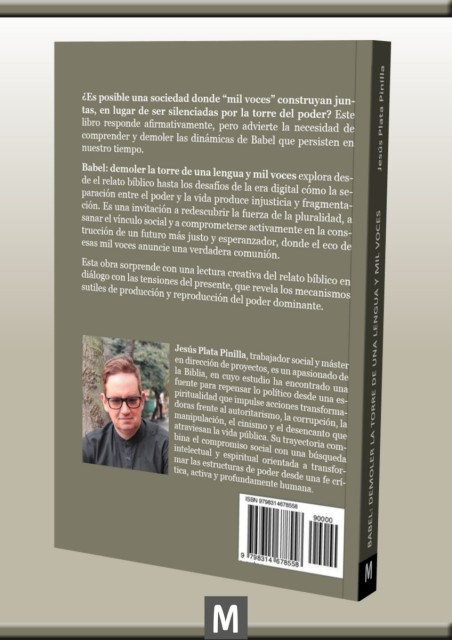 ¿Es posible una sociedad donde “mil voces” construyan jun-
tas, en lugar de ser silenciadas por la torre del poder? Este
libro responde afirmativamente, pero advierte la necesidad de
comprender y demoler las dinámicas de Babel que persisten en
nuestro tiempo.
Babel: demoler la torre de una lengua y mil voces explora des-
de el relato bíblico hasta los desafíos de la era digital cómo la se-
paración entre el poder y la vida produce injusticia y fragmenta-
ción. Es una invitación a redescubrir la fuerza de la pluralidad, a
sanar el vínculo social y a comprometerse activamente en la cons-
trucción de un futuro más justo y esperanzador, donde el eco de
esas mil voces anuncie una verdadera comunión.
Esta obra sorprende con una lectura creativa del relato bíblico en
diálogo con las tensiones del presente, que revela los mecanismos
sutiles de producción y reproducción del poder dominante.
Jesús Plata Pinilla, trabajador social y máster
en dirección de proyectos, es un apasionado de
la Biblia, en cuyo estudio ha encontrado una
fuente para repensar lo político desde una es-
piritualidad que impulse acciones transforma-
doras frente al autoritarismo, la corrupción, la
manipulación, el cinismo y el desencanto que
atraviesan la vida pública. Su trayectoria com-
bina el compromiso social con una búsqueda
intelectual y espiritual orientada a transfor-
mar las estructuras de poder desde una fe crí-
tica, activa y profundamente humana.
ISBN 9798314678558
90000
9 798314 678558
Jesús Plata Pinilla
BABEL: DEMOLER LA TORRE DE UNA LENGUA Y MIL VOCES
M
M